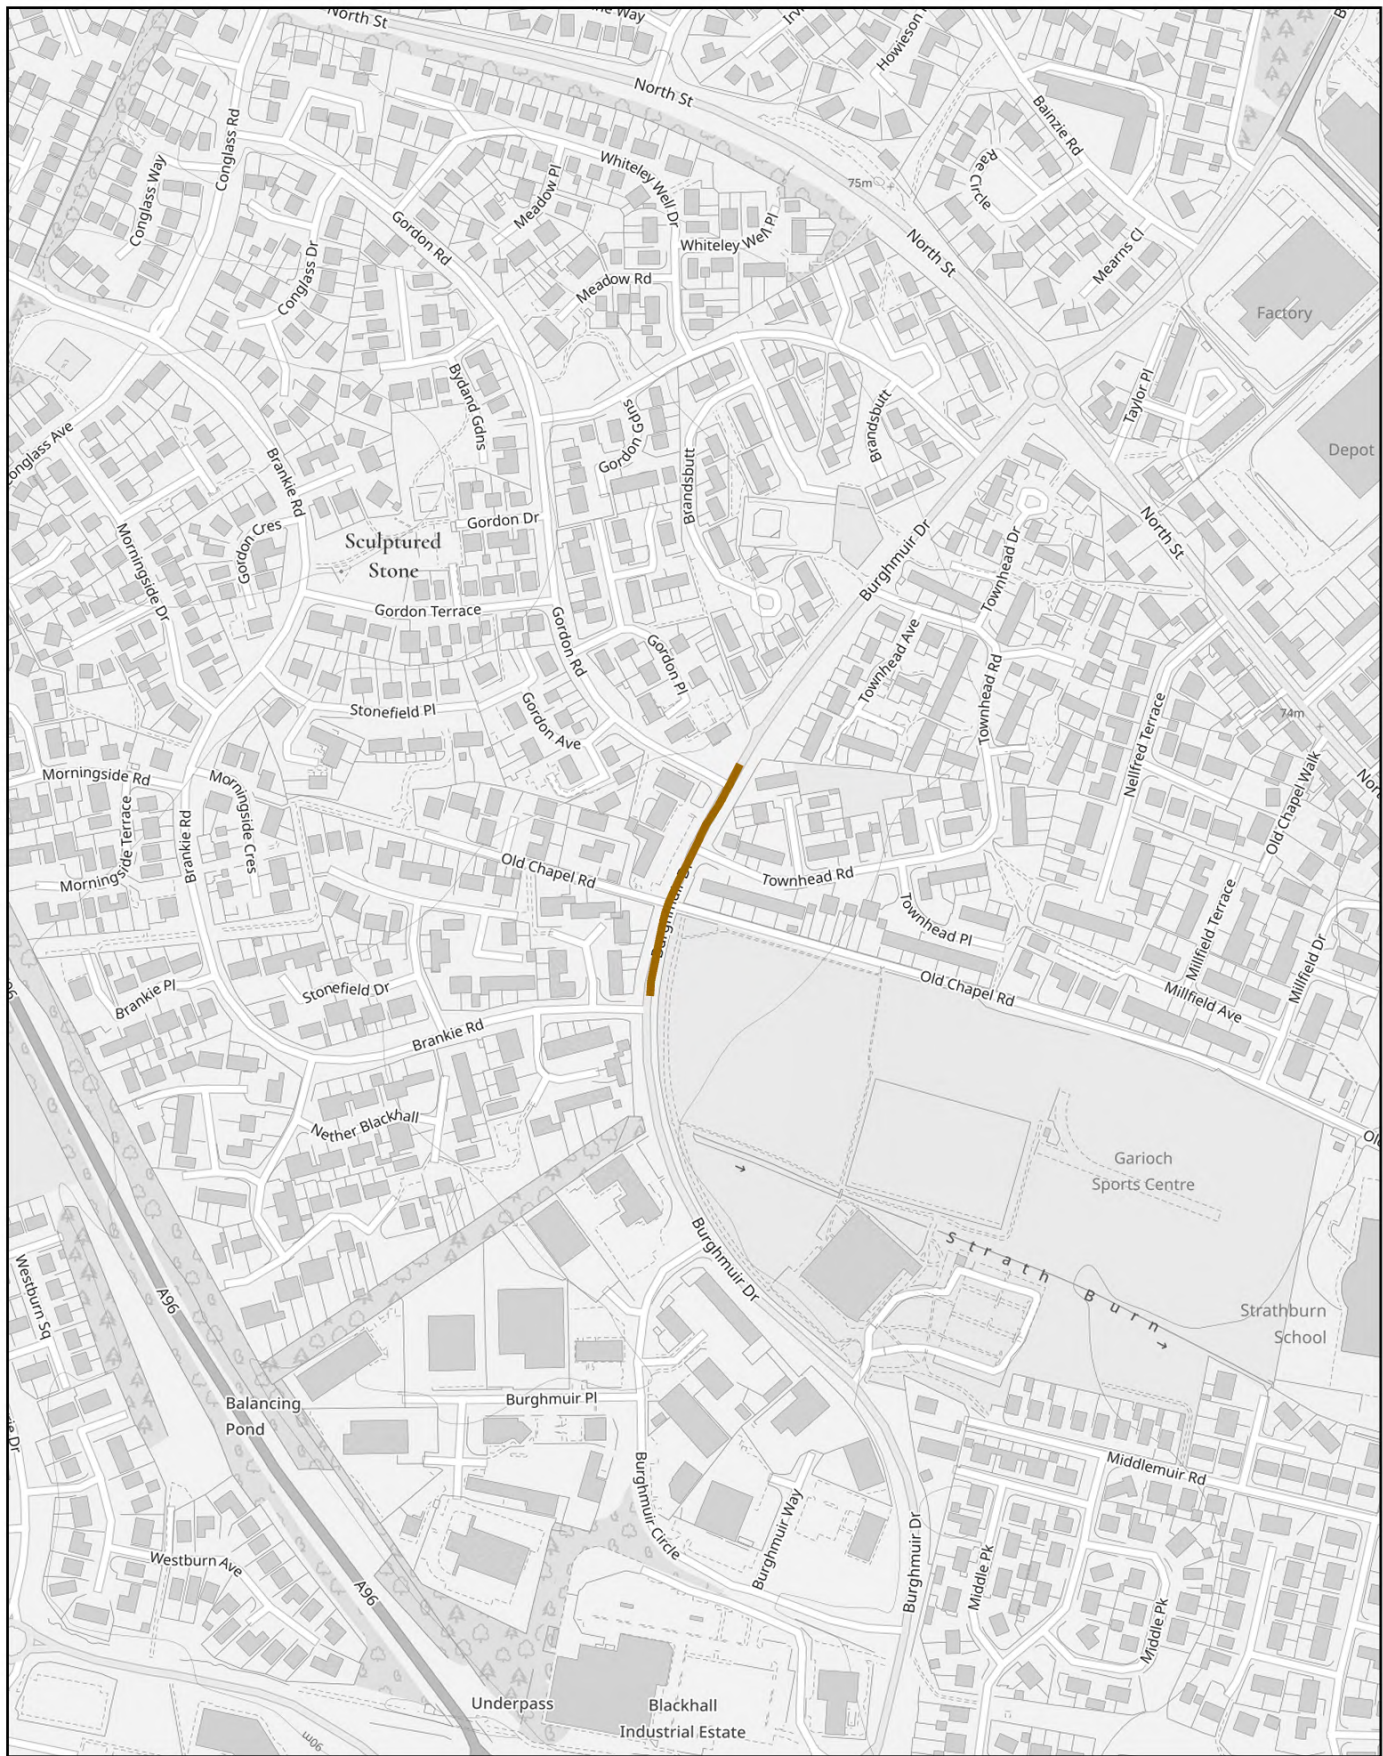 North St
Way
Howieson
North St
Bainzie Rd
Conglass Rd
Conglass Way
Whiteley Well Dr
Meadow Pl
Rae Circle
75m
Gordon Rd
Whiteley Well Pl
North St
Mearns Cl
Conglass Dr
Meadow Rd
Factory
Bydand Gdns
Taylor Pl
Gordon Gdns
Brandsbutt
Conglass Ave
Depot
Brankie Rd
Brandsbutt
Gordon Dr
North St
Morningside Dr
Gordon Cres
Sculptured
Stone
Burghmuir Dr
Townhead Dr
Gordon Terrace
Gordon Rd
Gordon Pl
Townhead Ave
Townhead Rd
Stonefield Pl
Gordon Ave
74m
Nellfred Terrace
Morningside Rd
Morningside Cres
Old Chapel Walk
Morningside Terrace
Brankie Rd
Old Chapel Rd
Townhead Rd
Burghmuir Dr
Townhead Pl
Millfield Terrace
Millfield Dr
Brankie Pl
Stonefield Dr
Old Chapel Rd
Millfield Ave
Brankie Rd
Nether Blackhall
Garioch
Sports Centre
Burghmuir Dr
Strath Burn
Westburn Sq
A96
Strathburn
School
Balancing
Pond
Burghmuir Pl
Middlemuir Rd
Burghmuir Circle
Burghmuir Way
Burghmuir Dr
Westburn Ave
A96
Middle Pk
Middle Pk
Underpass
Blackhall
Industrial Estate
90m